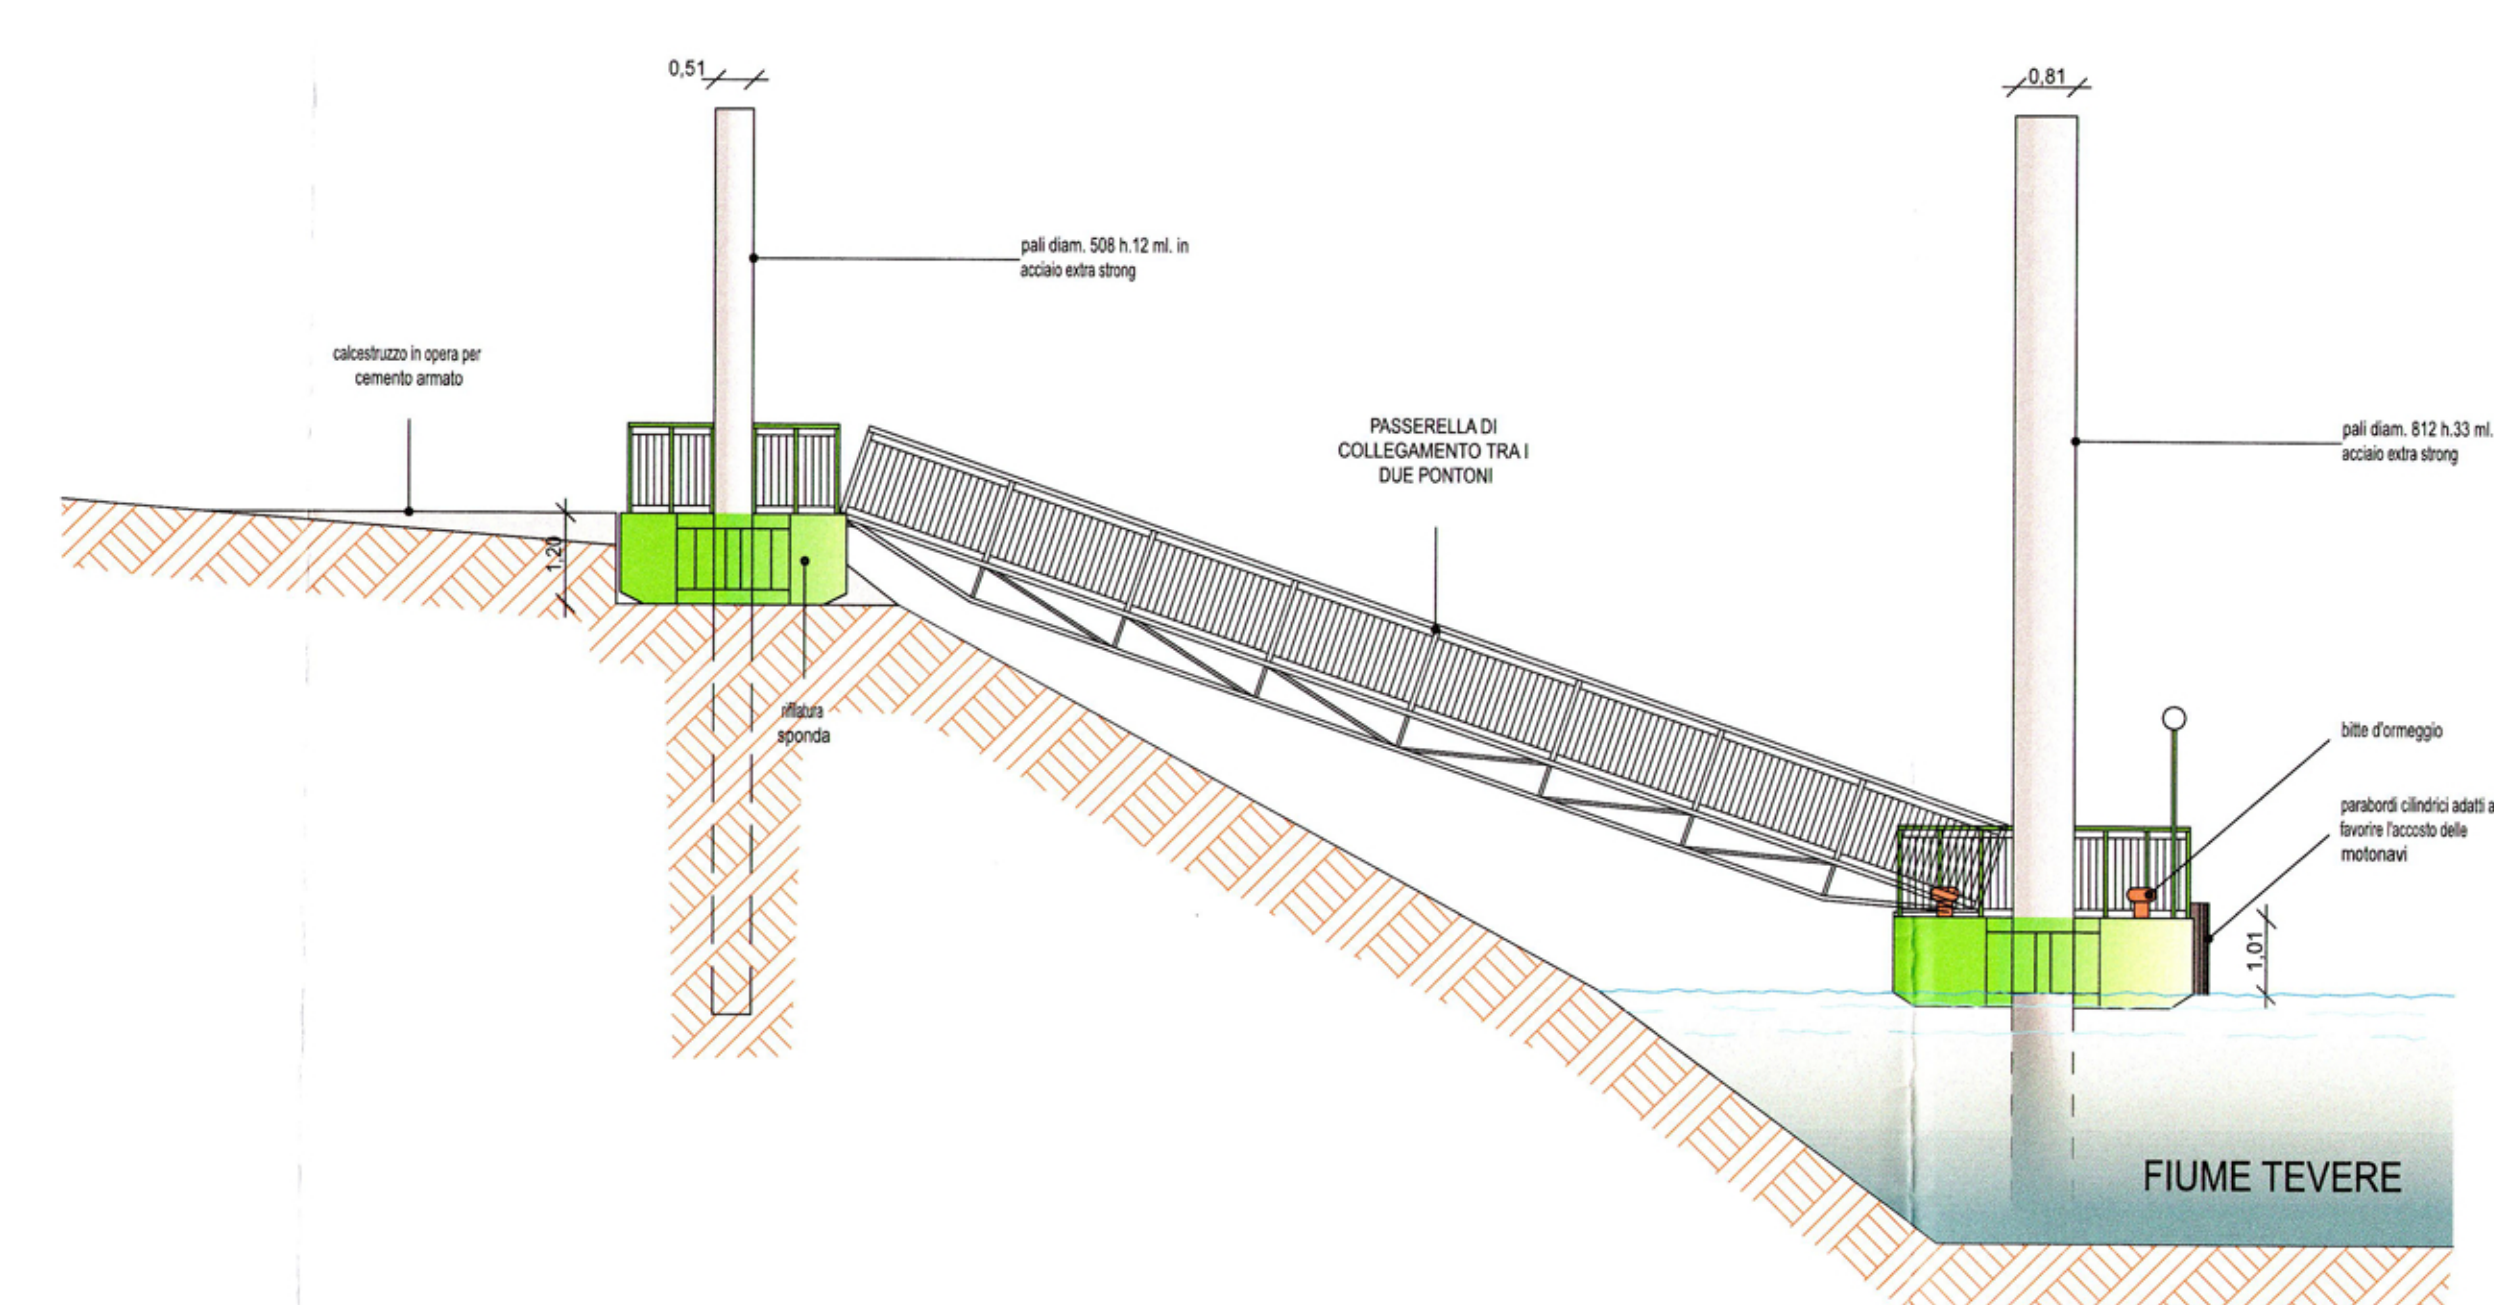 0,51
0,81
pali diam. 508 h.12 ml. in
acciaio extra strong
calcestruzzo in opera per
cemento armato
PASSERELLA DI
COLLEGAMENTO TRA I
DUE PONTONI
pali diam. 812 h.33 ml.
acciaio extra strong
1,20
rifilatura
sponda
bitte d'ormeggio
parabordi cilindrici adatti a
favorire l'accosto delle
motonavi
1,01
FIUME TEVERE